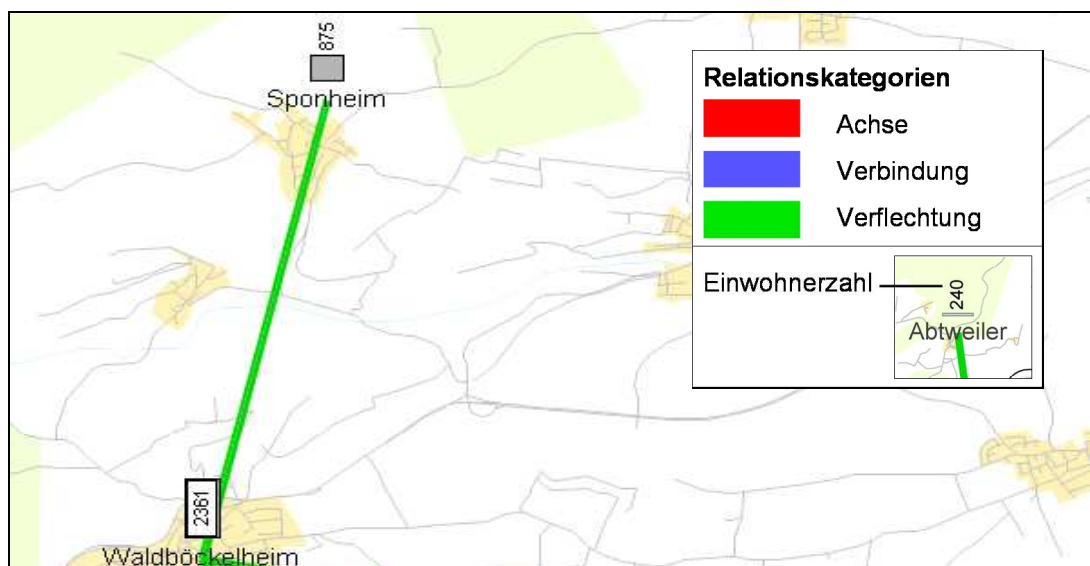 875
Sponheim
Relationskategorien
Achse
Verbindung
Verflechtung
Einwohnerzahl
240
Abtweiler
2361
Waldböckelheim